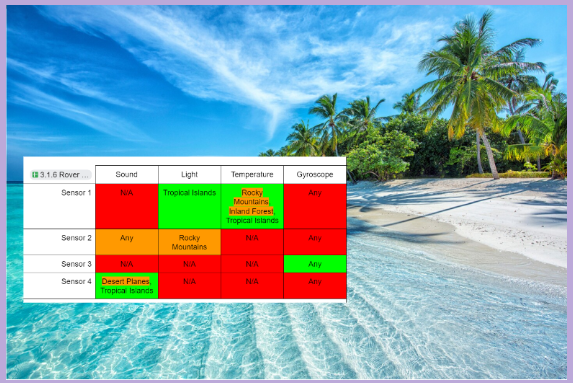 3.1.6 Rover ... Sound Light Temperature Gyroscope
Sensor 1 N/A Tropical Islands Rocky Any
Mountains,
Inland Forest,
Tropical Islands
Sensor 2 Any Rocky N/A Any
Mountains
Sensor 3 N/A N/A N/A Any
Sensor 4 Desert Planes, N/A N/A Any
Tropical Islands